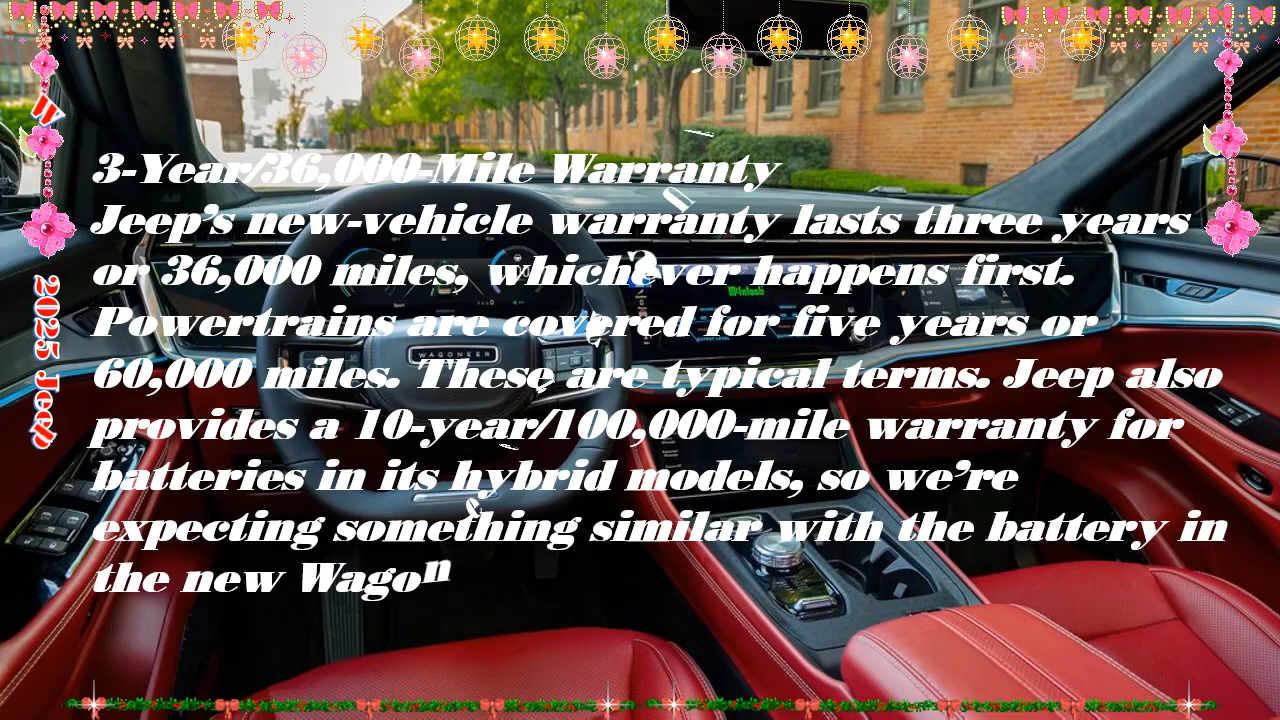 3-Year/36,000-Mile Warranty
Jeep’s new-vehicle warranty lasts three years
or 36,000 miles, whichever happens first.
Powertrains are covered for five years or
60,000 miles. These are typical terms. Jeep also
provides a 10-year/100,000-mile warranty for
batteries in its hybrid models, so we’re
expecting something similar with the battery in
the new Wagon
W
2025 Jeep
WAGONEER
McIntosh